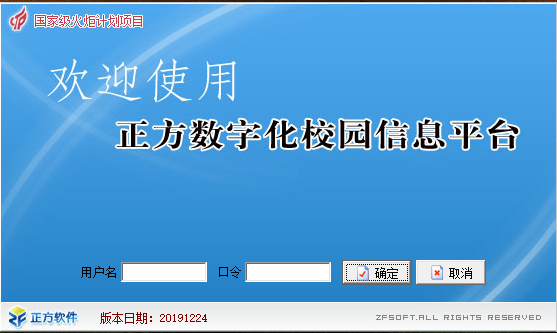 国家级火炬计划项目
欢迎使用
正方数字化校园信息平台
用户名 口令 确定 取消
正方软件 版本日期：20191224 ZFSOFT.ALL RIGHTS RESERVED